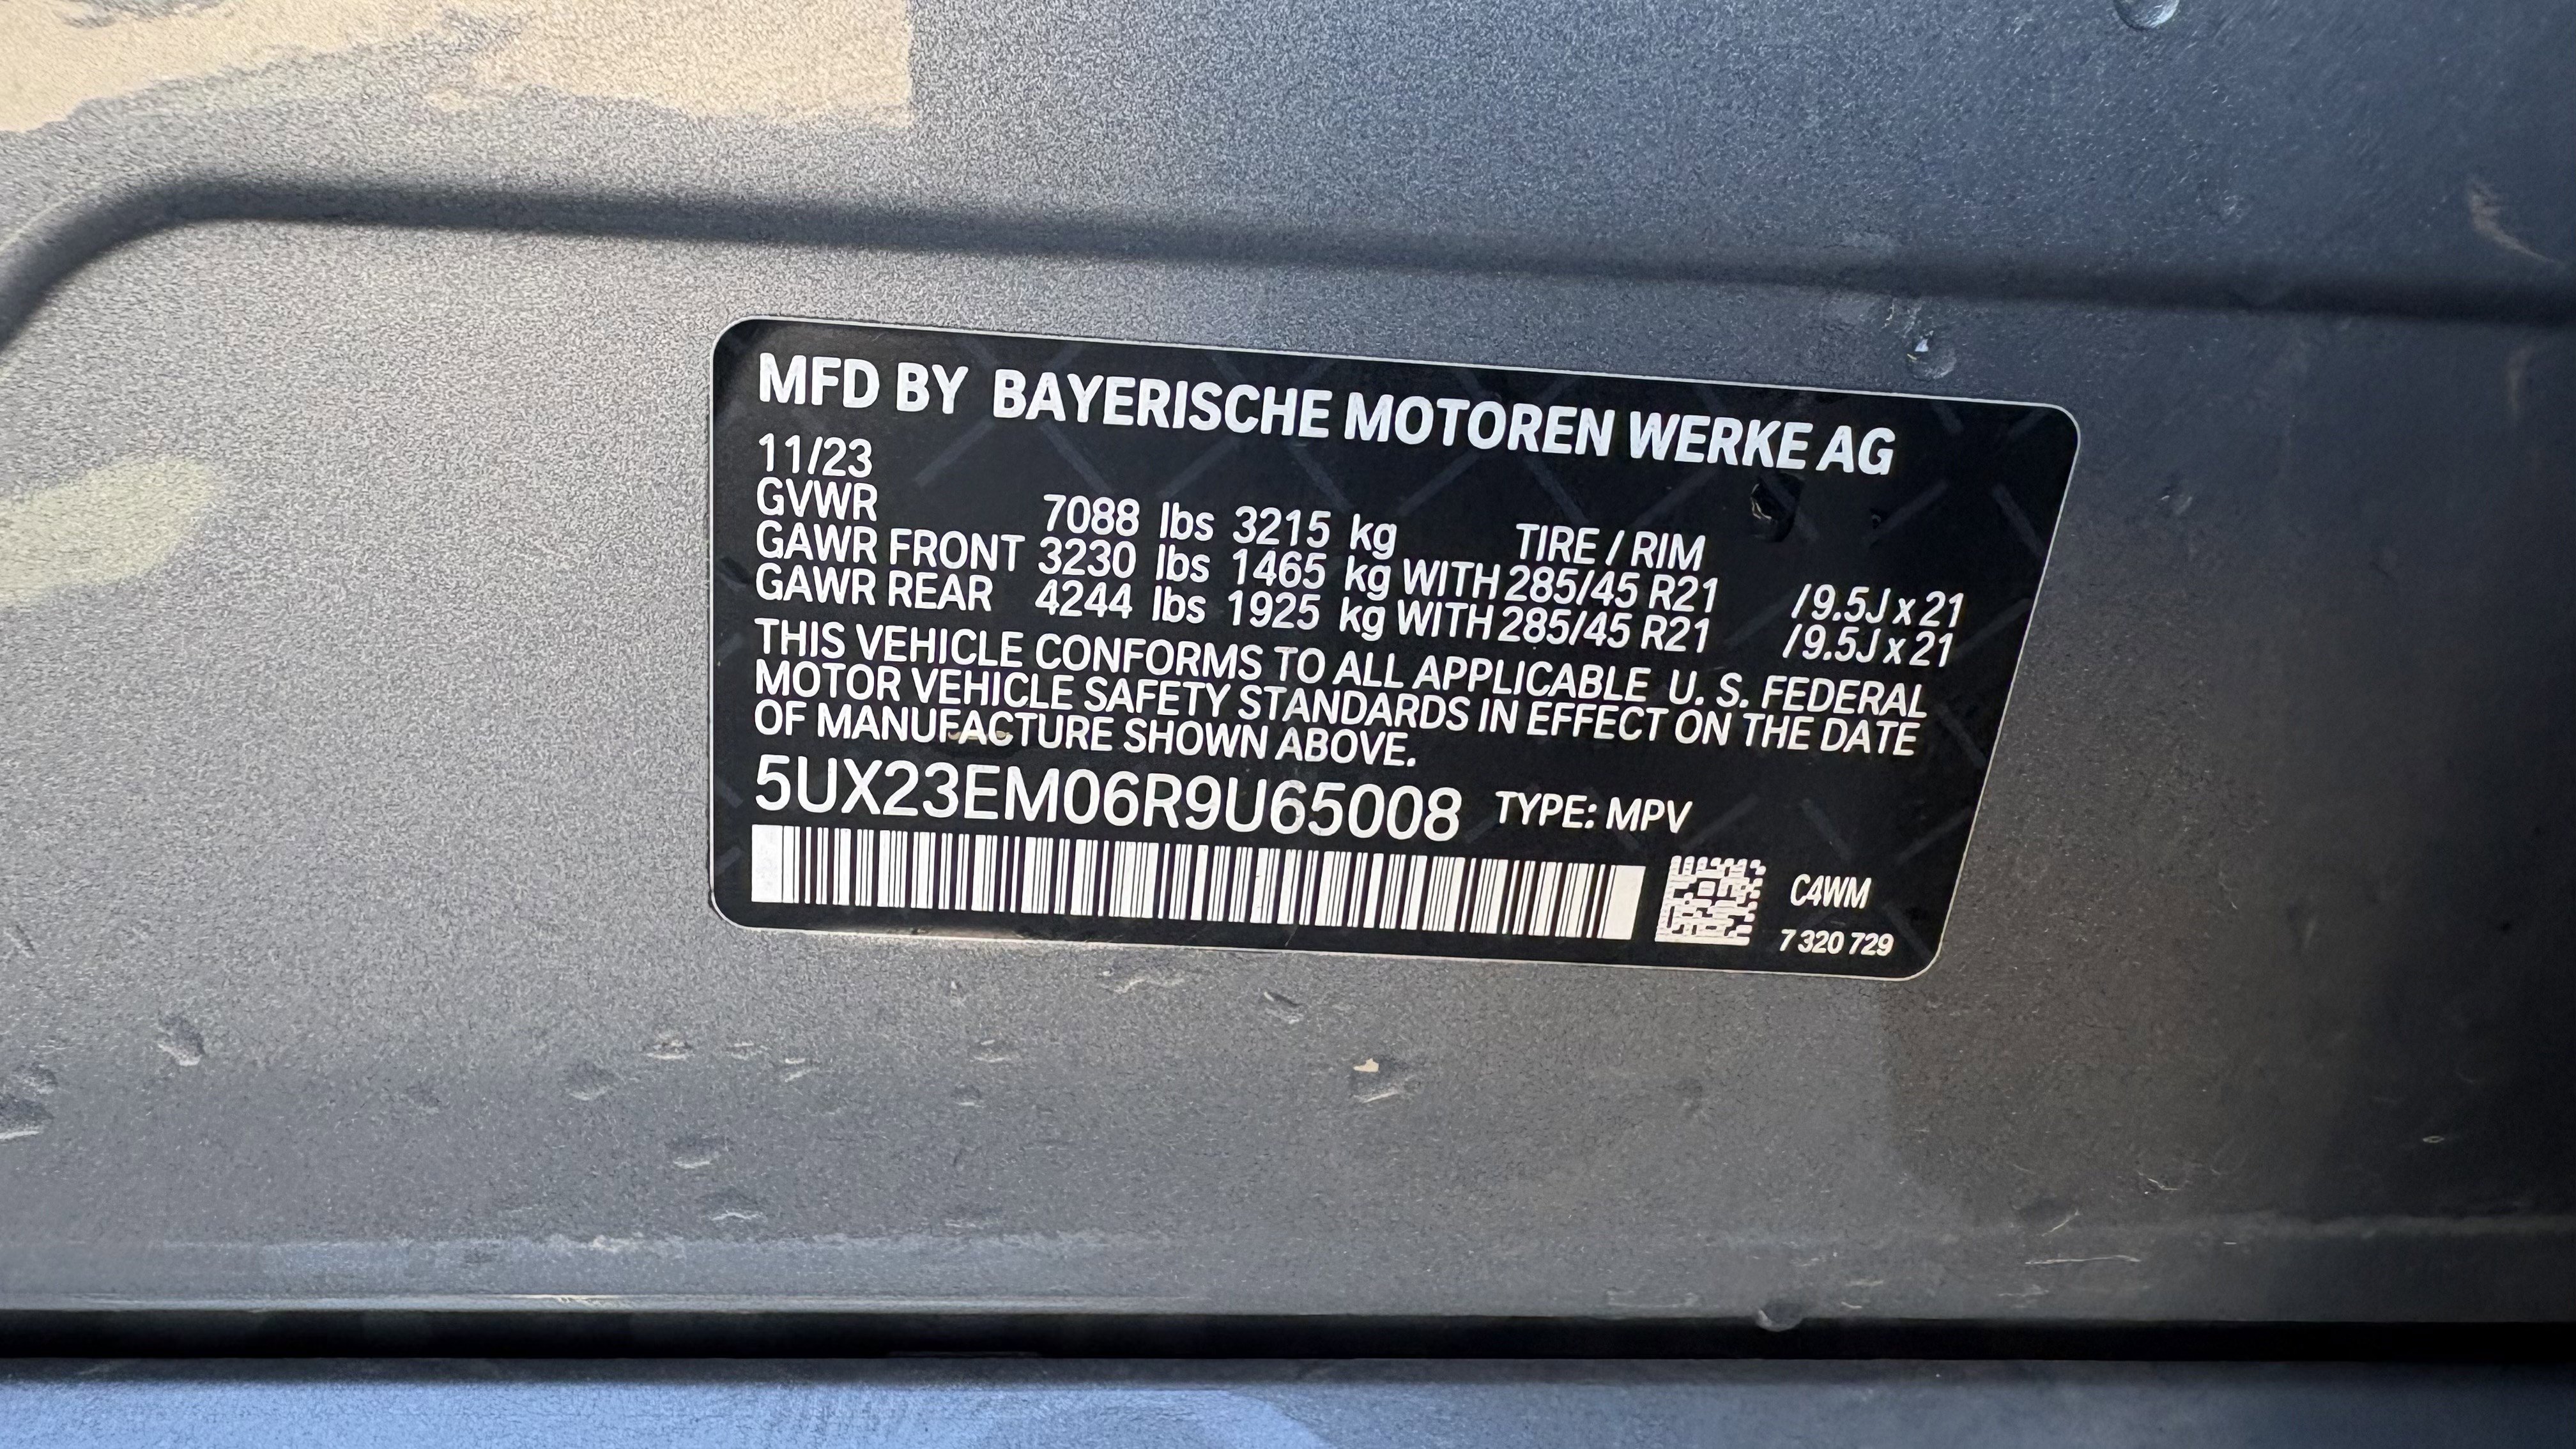 MFD BY BAYERISCHE MOTOREN WERKE AG
11/23
GVWR 7088 lbs 3215 kg TIRE / RIM
GAWR FRONT 3230 lbs 1465 kg WITH 285/45 R21 /9.5J x 21
GAWR REAR 4244 lbs 1925 kg WITH 285/45 R21 /9.5J x 21
THIS VEHICLE CONFORMS TO ALL APPLICABLE U. S. FEDERAL
MOTOR VEHICLE SAFETY STANDARDS IN EFFECT ON THE DATE
OF MANUFACTURE SHOWN ABOVE.
5UX23EM06R9U65008 TYPE: MPV
C4WM
7 320 729